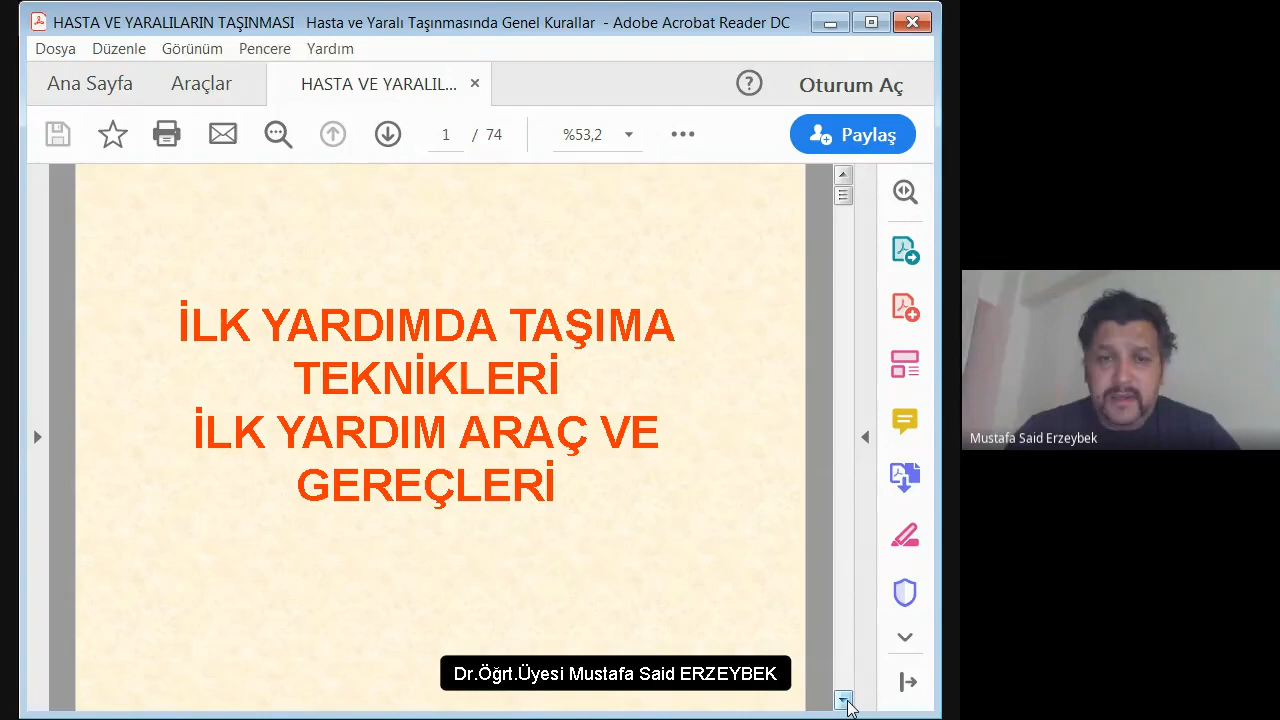 HASTA VE YARALILARIN TAŞINMASI   Hasta ve Yaralı Taşınmasında Genel Kurallar  - Adobe Acrobat Reader DC
Dosya Düzenle Görünüm Pencere Yardım
Ana Sayfa Araçlar HASTA VE YARALIL... × ? Oturum Aç
1 / 74 %53,2 Paylaş
İLK YARDIMDA TAŞIMA
TEKNİKLERİ
İLK YARDIM ARAÇ VE
GEREÇLERİ
Dr.Öğrt.Üyesi Mustafa Said ERZEYBEK
Mustafa Said Erzeybek